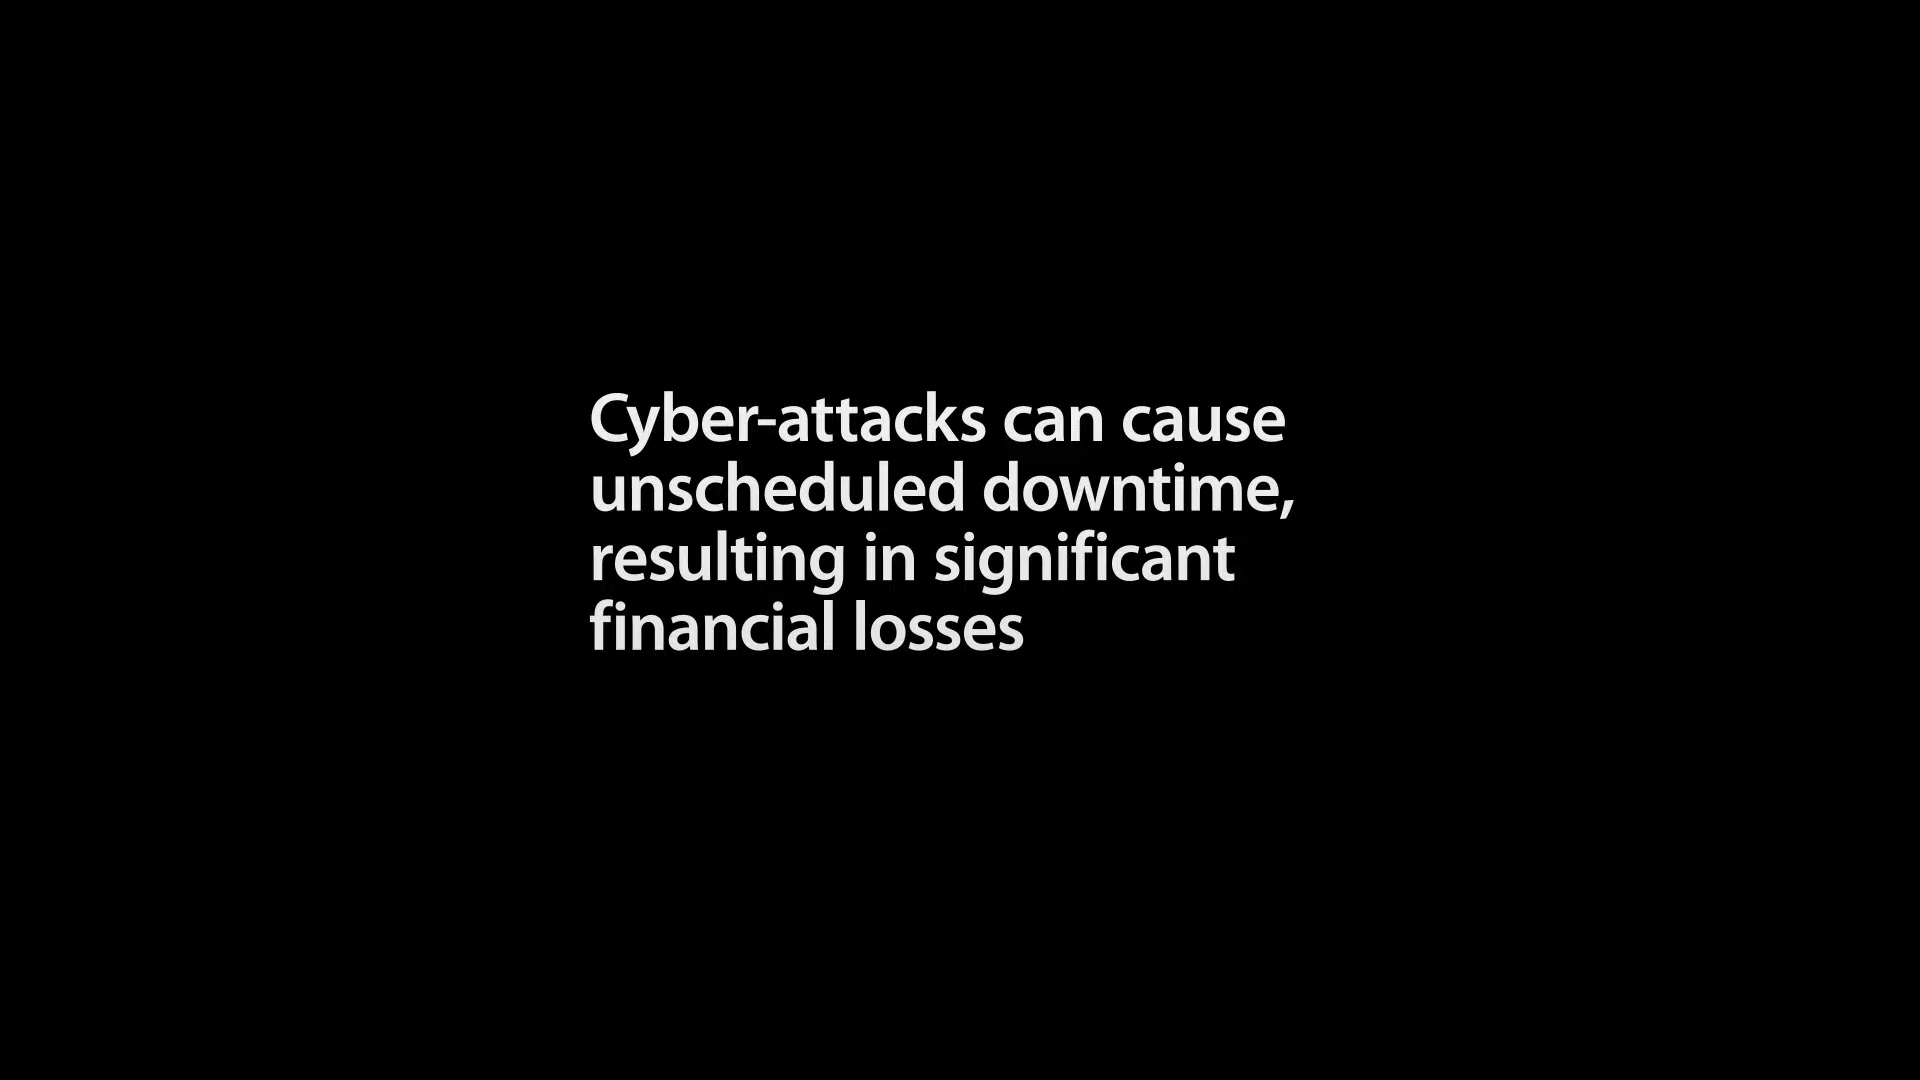 Cyber-attacks can cause
unscheduled downtime,
resulting in significant
financial losses